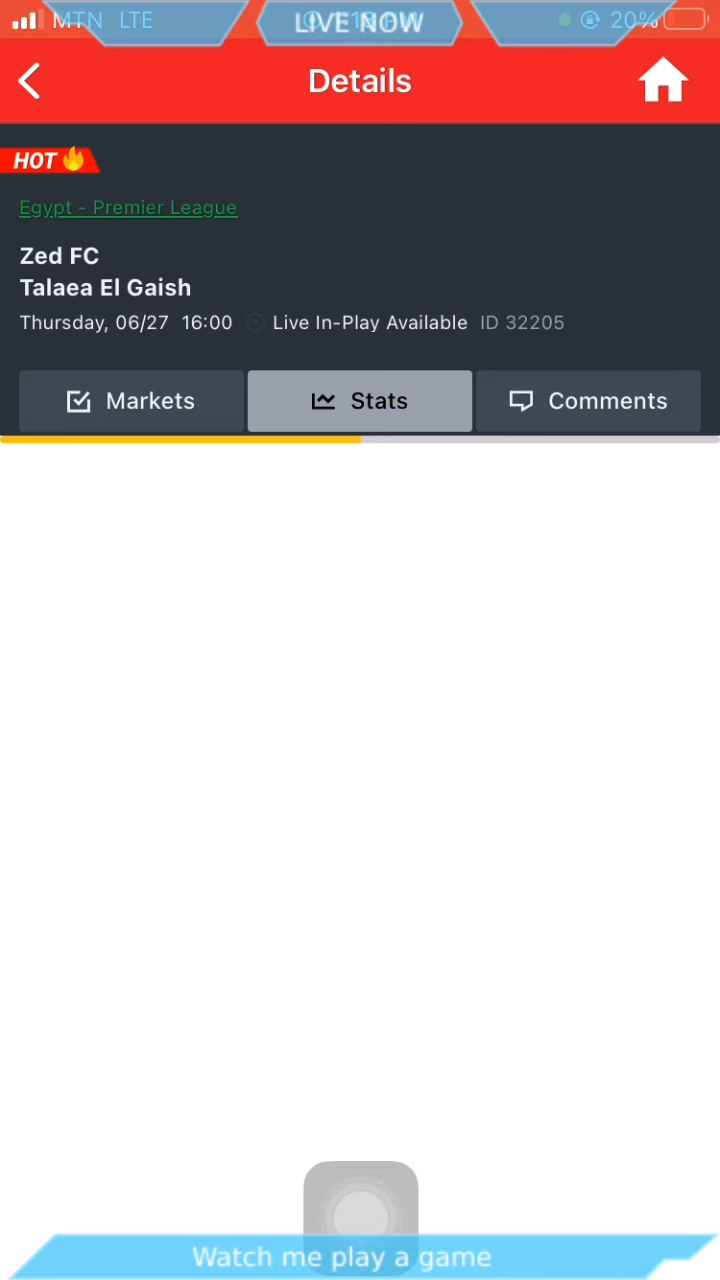 MTN LTE
LIVE NOW
20%
Details
HOT
Egypt - Premier League
Zed FC
Talaea El Gaish
Thursday, 06/27 16:00 Live In-Play Available ID 32205
Markets
Stats
Comments
Watch me play a game